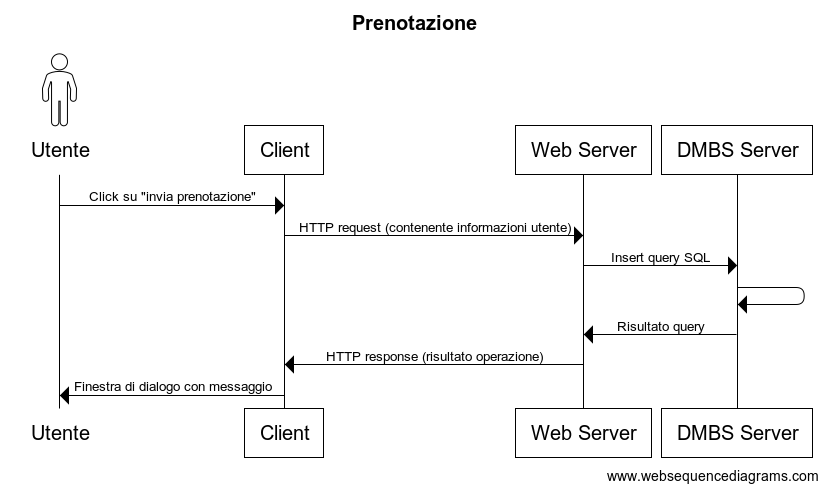 Prenotazione
Utente
Client
Web Server
DMBS Server
Click su "invia prenotazione"
HTTP request (contenente informazioni utente)
Insert query SQL
Risultato query
HTTP response (risultato operazione)
Finestra di dialogo con messaggio
Utente
Client
Web Server
DMBS Server
www.websequencediagrams.com